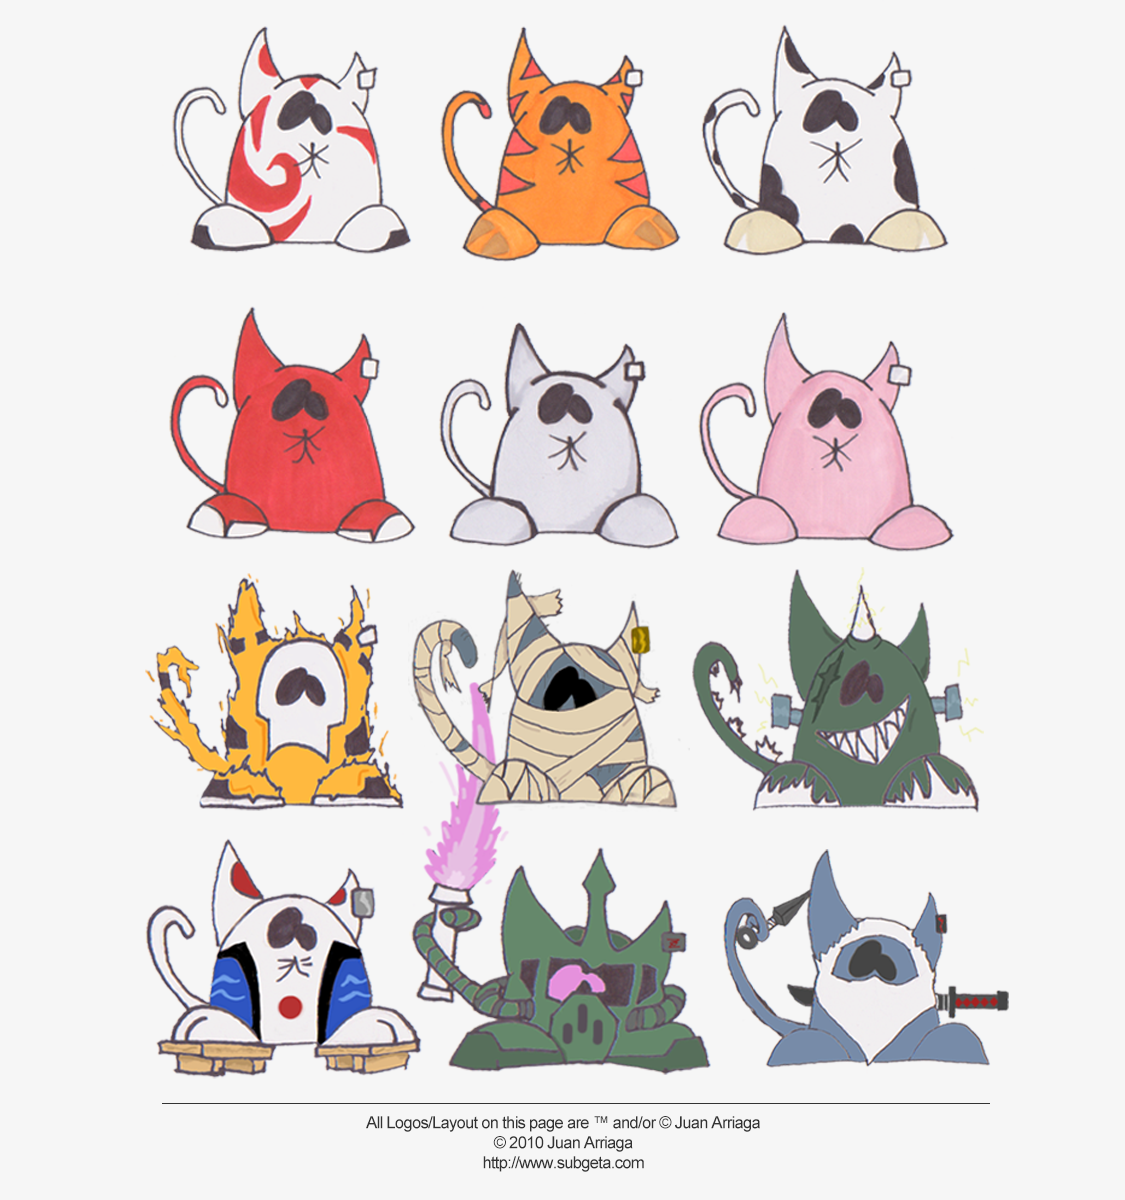 All Logos/Layout on this page are ™ and/or © Juan Arriaga
© 2010 Juan Arriaga
http://www.subgeta.com